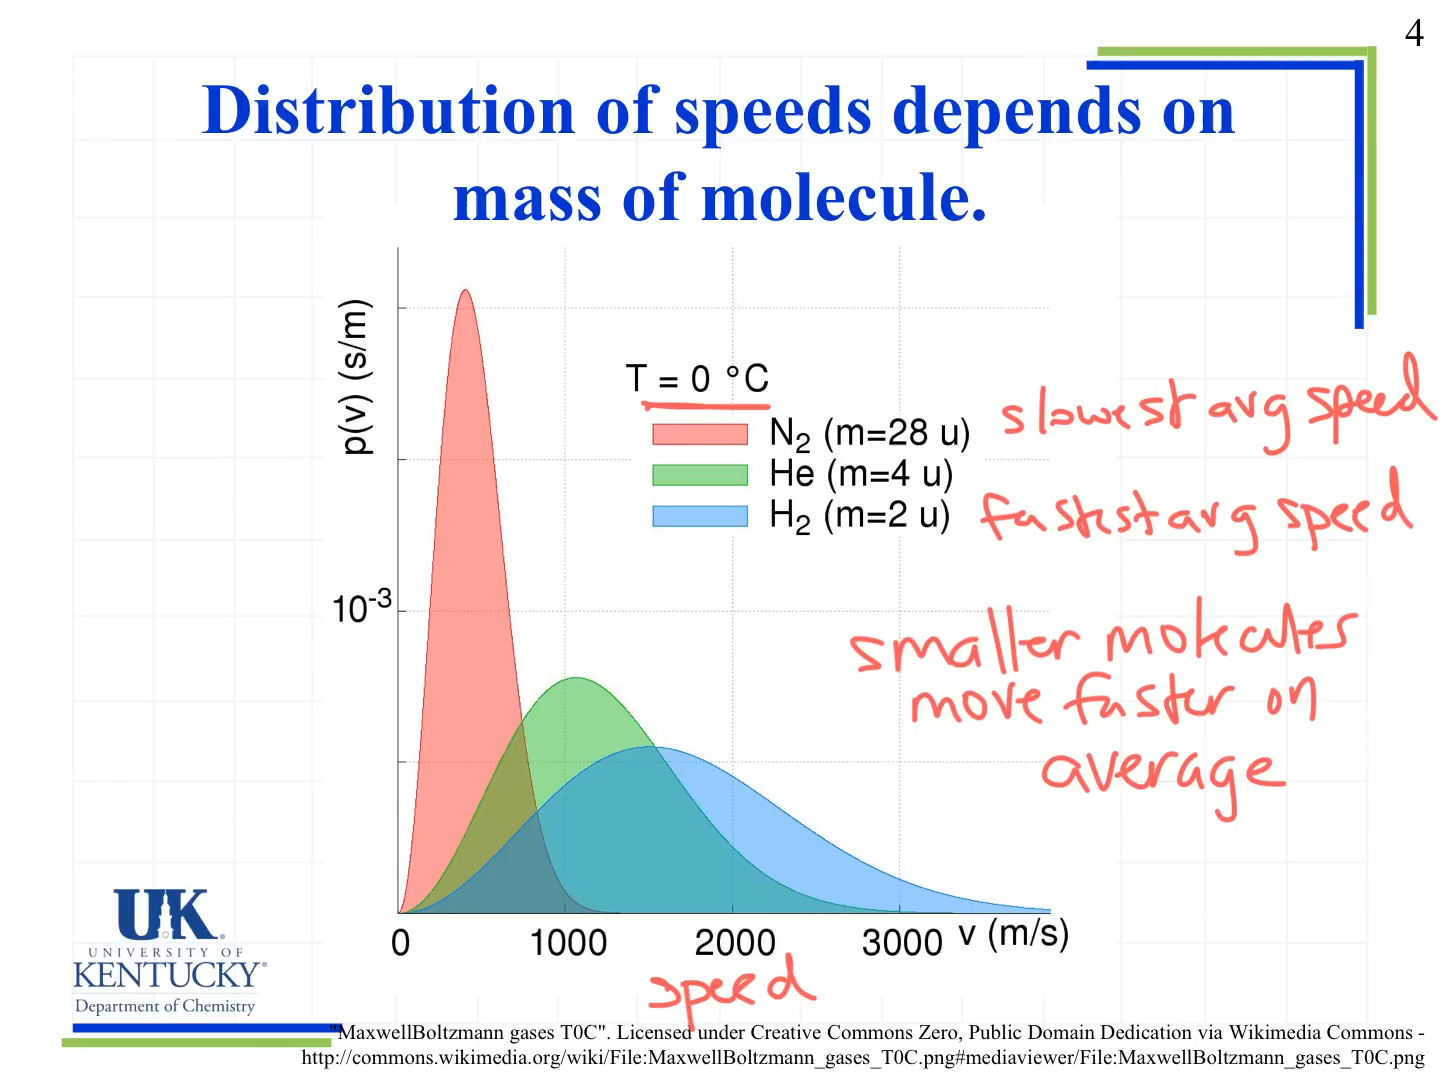 4
Distribution of speeds depends on
mass of molecule.
p(v) (s/m)
T = 0 °C
N₂ (m=28 u) slowest avg speed
He (m=4 u)
H₂ (m=2 u) fastest avg speed
10⁻³
smaller molecules
move faster on
average
0 1000 2000 3000 v (m/s)
speed
UK
UNIVERSITY OF
KENTUCKY®
Department of Chemistry
"MaxwellBoltzmann gases T0C". Licensed under Creative Commons Zero, Public Domain Dedication via Wikimedia Commons -
http://commons.wikimedia.org/wiki/File:MaxwellBoltzmann_gases_T0C.png#mediaviewer/File:MaxwellBoltzmann_gases_T0C.png